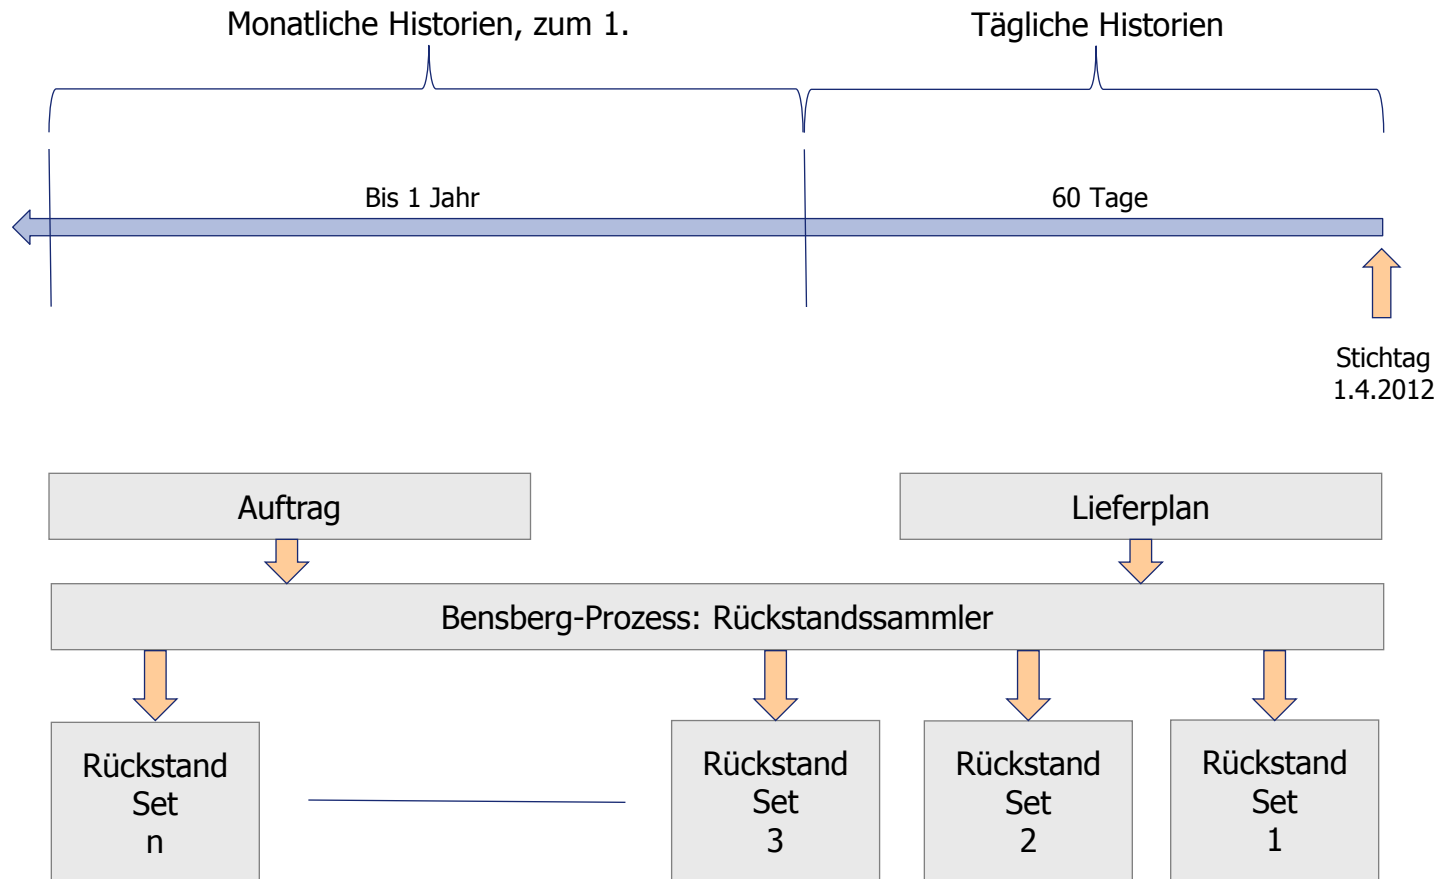 Monatliche Historien, zum 1.
Tägliche Historien
Bis 1 Jahr
60 Tage
Stichtag
1.4.2012
Auftrag
Lieferplan
Bensberg-Prozess: Rückstandssammler
Rückstand
Set
n
Rückstand
Set
3
Rückstand
Set
2
Rückstand
Set
1